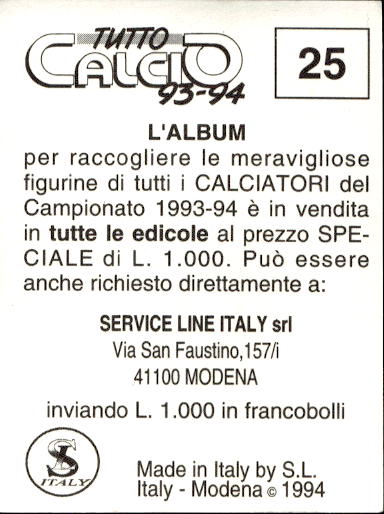 TUTTO
CALCIO
93-94
25
L'ALBUM
per raccogliere le meravigliose
figurine di tutti i CALCIATORI del
Campionato 1993-94 è in vendita
in tutte le edicole al prezzo SPE-
CIALE di L. 1.000. Può essere
anche richiesto direttamente a:
SERVICE LINE ITALY srl
Via San Faustino,157/i
41100 MODENA
inviando L. 1.000 in francobolli
SL
ITALY
Made in Italy by S.L.
Italy - Modena © 1994